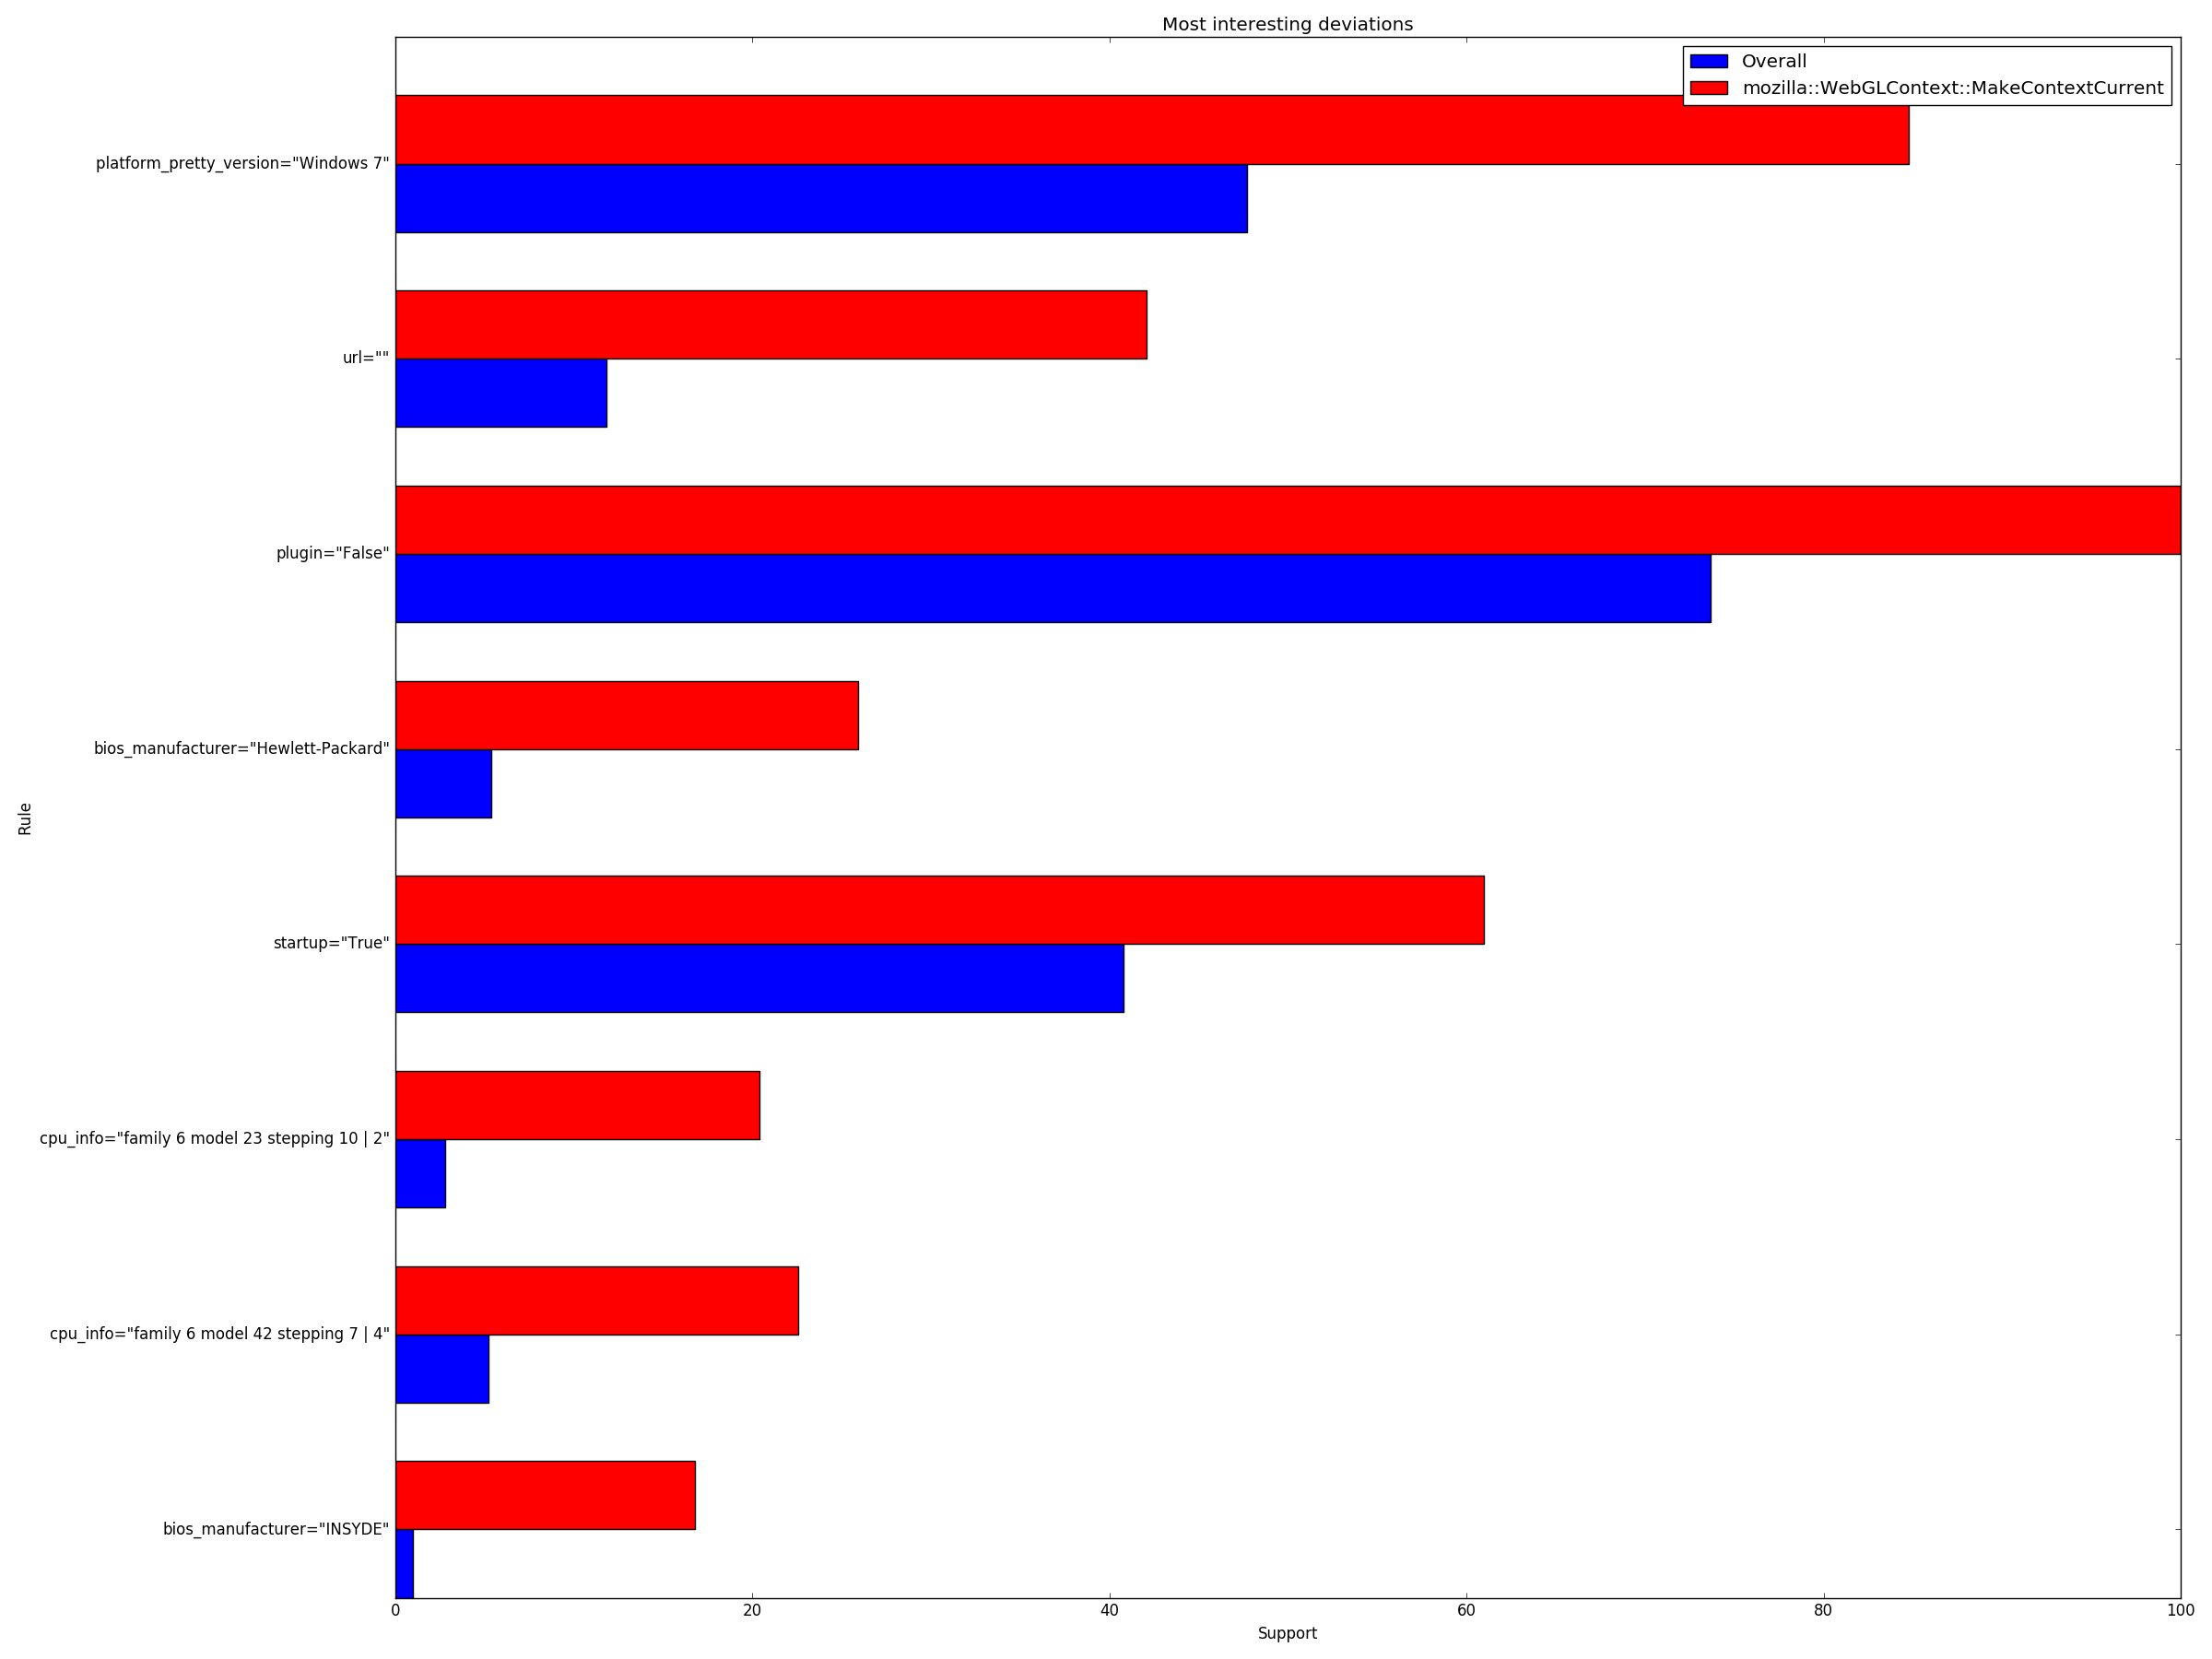 Most interesting deviations
Overall
mozilla::WebGLContext::MakeContextCurrent
platform_pretty_version="Windows 7"
url=""
plugin="False"
bios_manufacturer="Hewlett-Packard"
Rule
startup="True"
cpu_info="family 6 model 23 stepping 10 | 2"
cpu_info="family 6 model 42 stepping 7 | 4"
bios_manufacturer="INSYDE"
0 20 40 60 80 100
Support